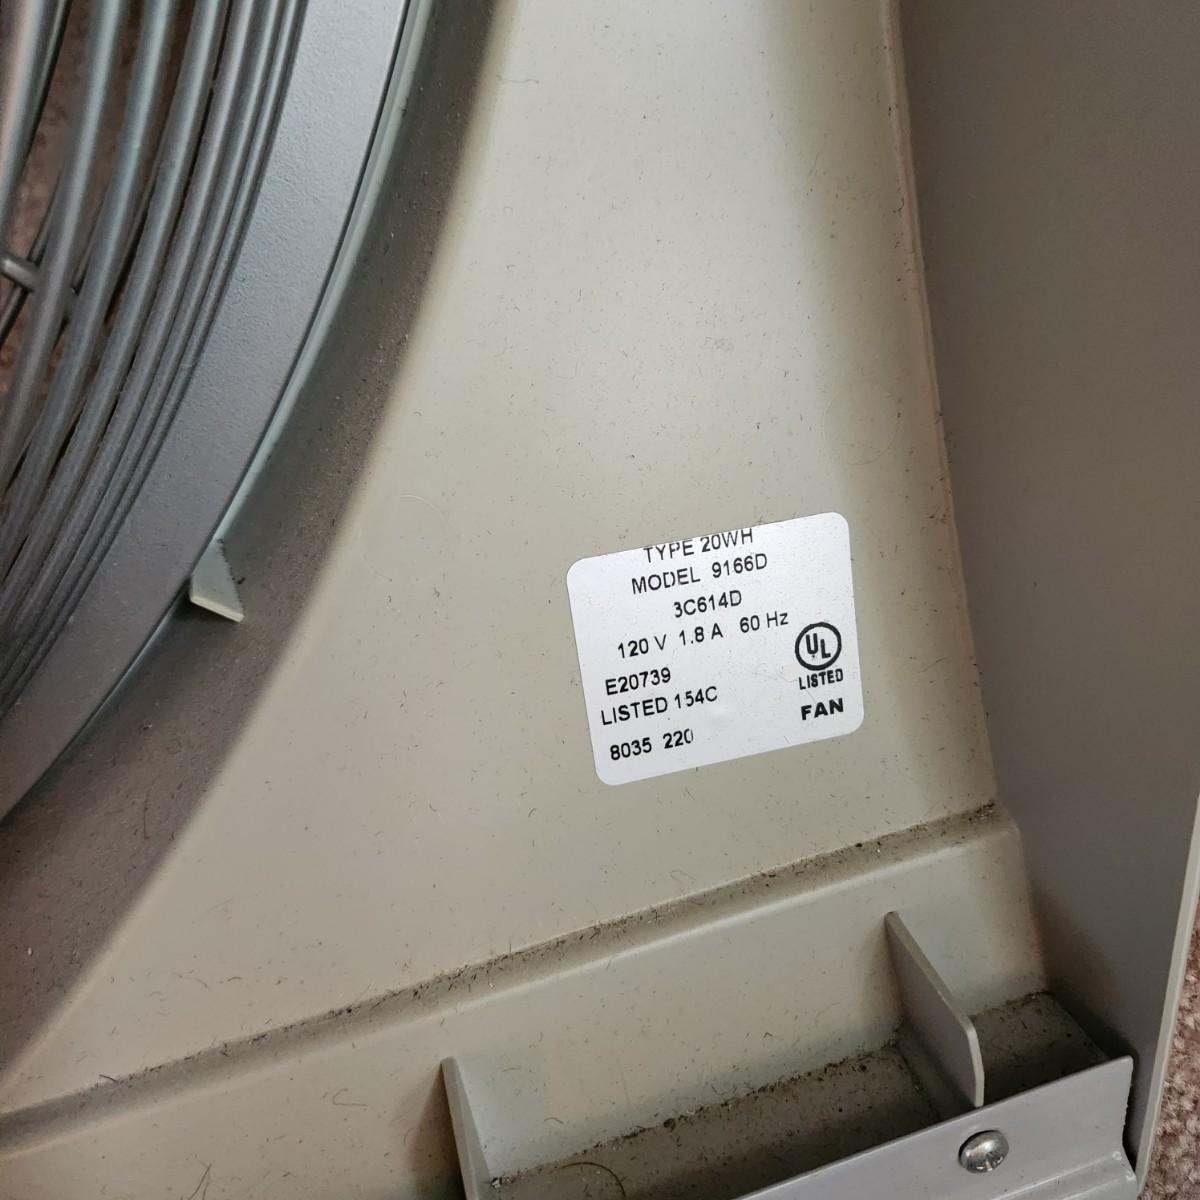 TYPE 20WH
MODEL 9166D
3C614D
120 V 1.8 A 60 Hz
E20739
LISTED 154C
8035 220
UL
LISTED
FAN